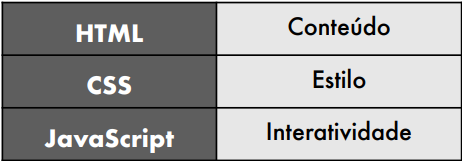 HTML Conteúdo
CSS Estilo
JavaScript Interatividade